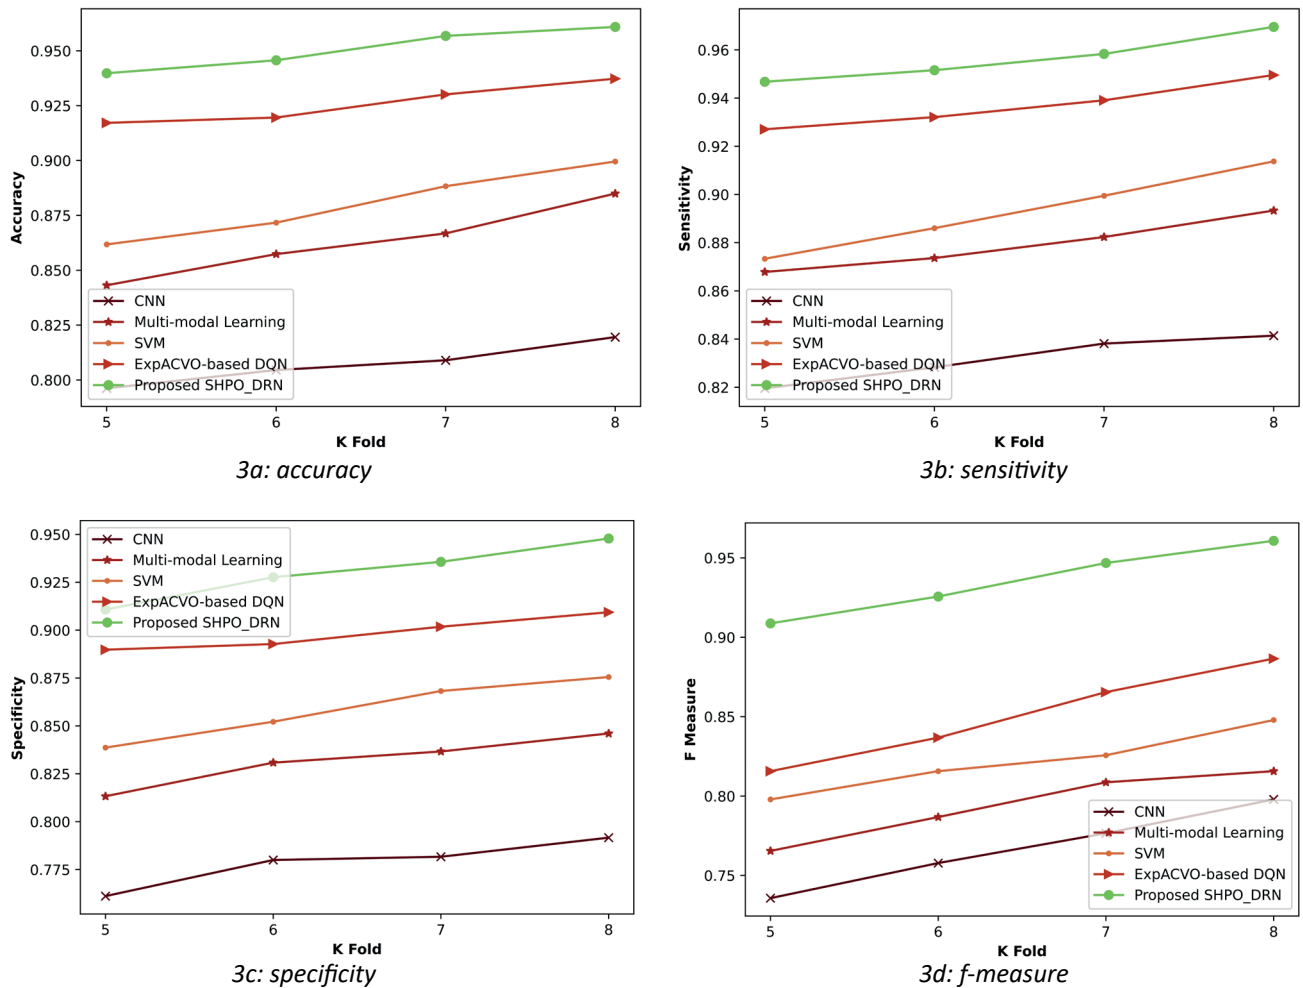 0.950
0.925
0.900
0.875
0.850
0.825
0.800
Accuracy
CNN
Multi-modal Learning
SVM
ExpACVO-based DQN
Proposed SHPO_DRN
5 6 7 8
K Fold
3a: accuracy
0.96
0.94
0.92
0.90
0.88
0.86
0.84
0.82
Sensitivity
CNN
Multi-modal Learning
SVM
ExpACVO-based DQN
Proposed SHPO_DRN
5 6 7 8
K Fold
3b: sensitivity
0.950
0.925
0.900
0.875
0.850
0.825
0.800
0.775
Specificity
CNN
Multi-modal Learning
SVM
ExpACVO-based DQN
Proposed SHPO_DRN
5 6 7 8
K Fold
3c: specificity
0.95
0.90
0.85
0.80
0.75
F Measure
CNN
Multi-modal Learning
SVM
ExpACVO-based DQN
Proposed SHPO_DRN
5 6 7 8
K Fold
3d: f-measure